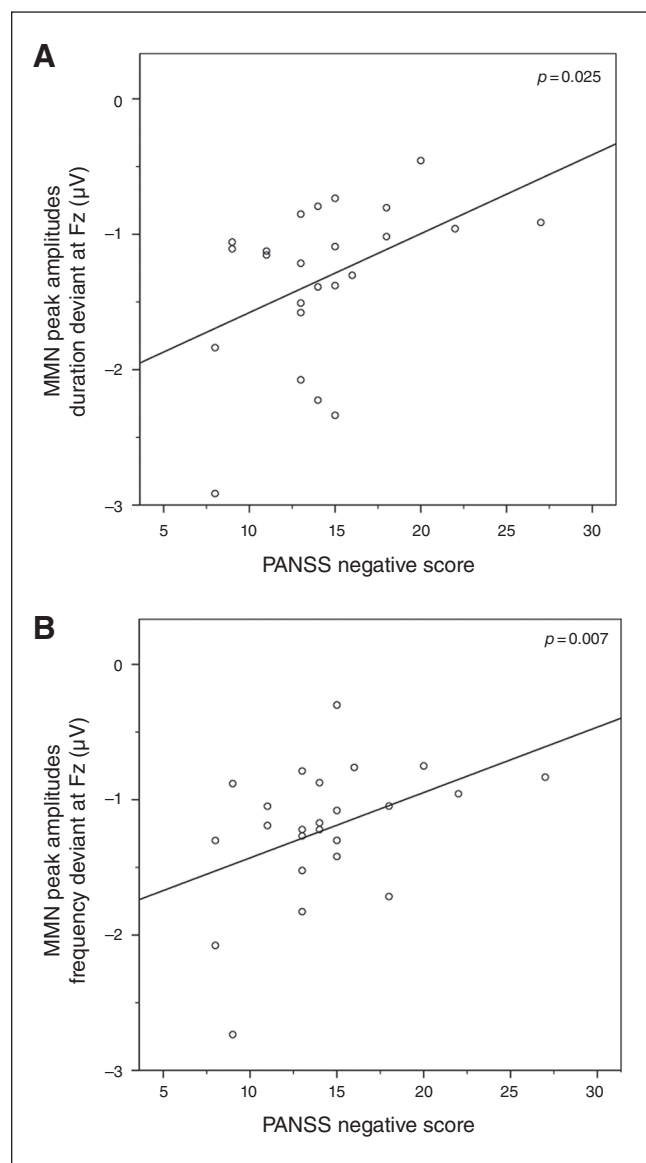 A
p=0.025
0
–1
–2
–3
MMN peak amplitudes
duration deviant at Fz (µV)
5 10 15 20 25 30
PANSS negative score
B
p=0.007
0
–1
–2
–3
MMN peak amplitudes
frequency deviant at Fz (µV)
5 10 15 20 25 30
PANSS negative score